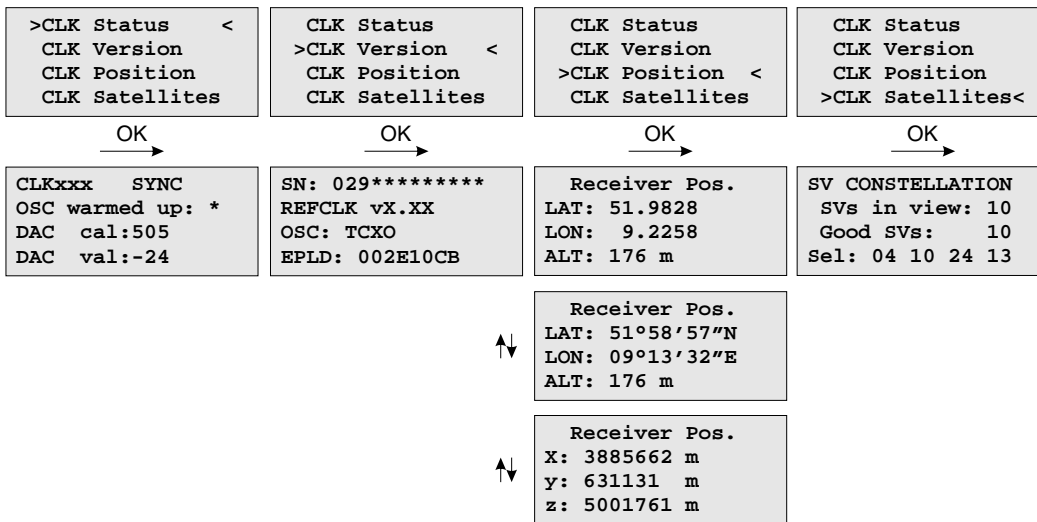 >CLK Status <
CLK Version
CLK Position
CLK Satellites
CLK Status
>CLK Version <
CLK Position
CLK Satellites
CLK Status
CLK Version
>CLK Position <
CLK Satellites
CLK Status
CLK Version
CLK Position
>CLK Satellites<
OK
OK
OK
OK
CLKxxx SYNC
OSC warmed up: *
DAC cal:505
DAC val:-24
SN: 029*********
REFCLK vX.XX
OSC: TCXO
EPLD: 002E10CB
Receiver Pos.
LAT: 51.9828
LON: 9.2258
ALT: 176 m
SV CONSTELLATION
SVs in view: 10
Good SVs: 10
Sel: 04 10 24 13
Receiver Pos.
LAT: 51°58’57”N
LON: 09°13’32”E
ALT: 176 m
Receiver Pos.
X: 3885662 m
y: 631131 m
z: 5001761 m